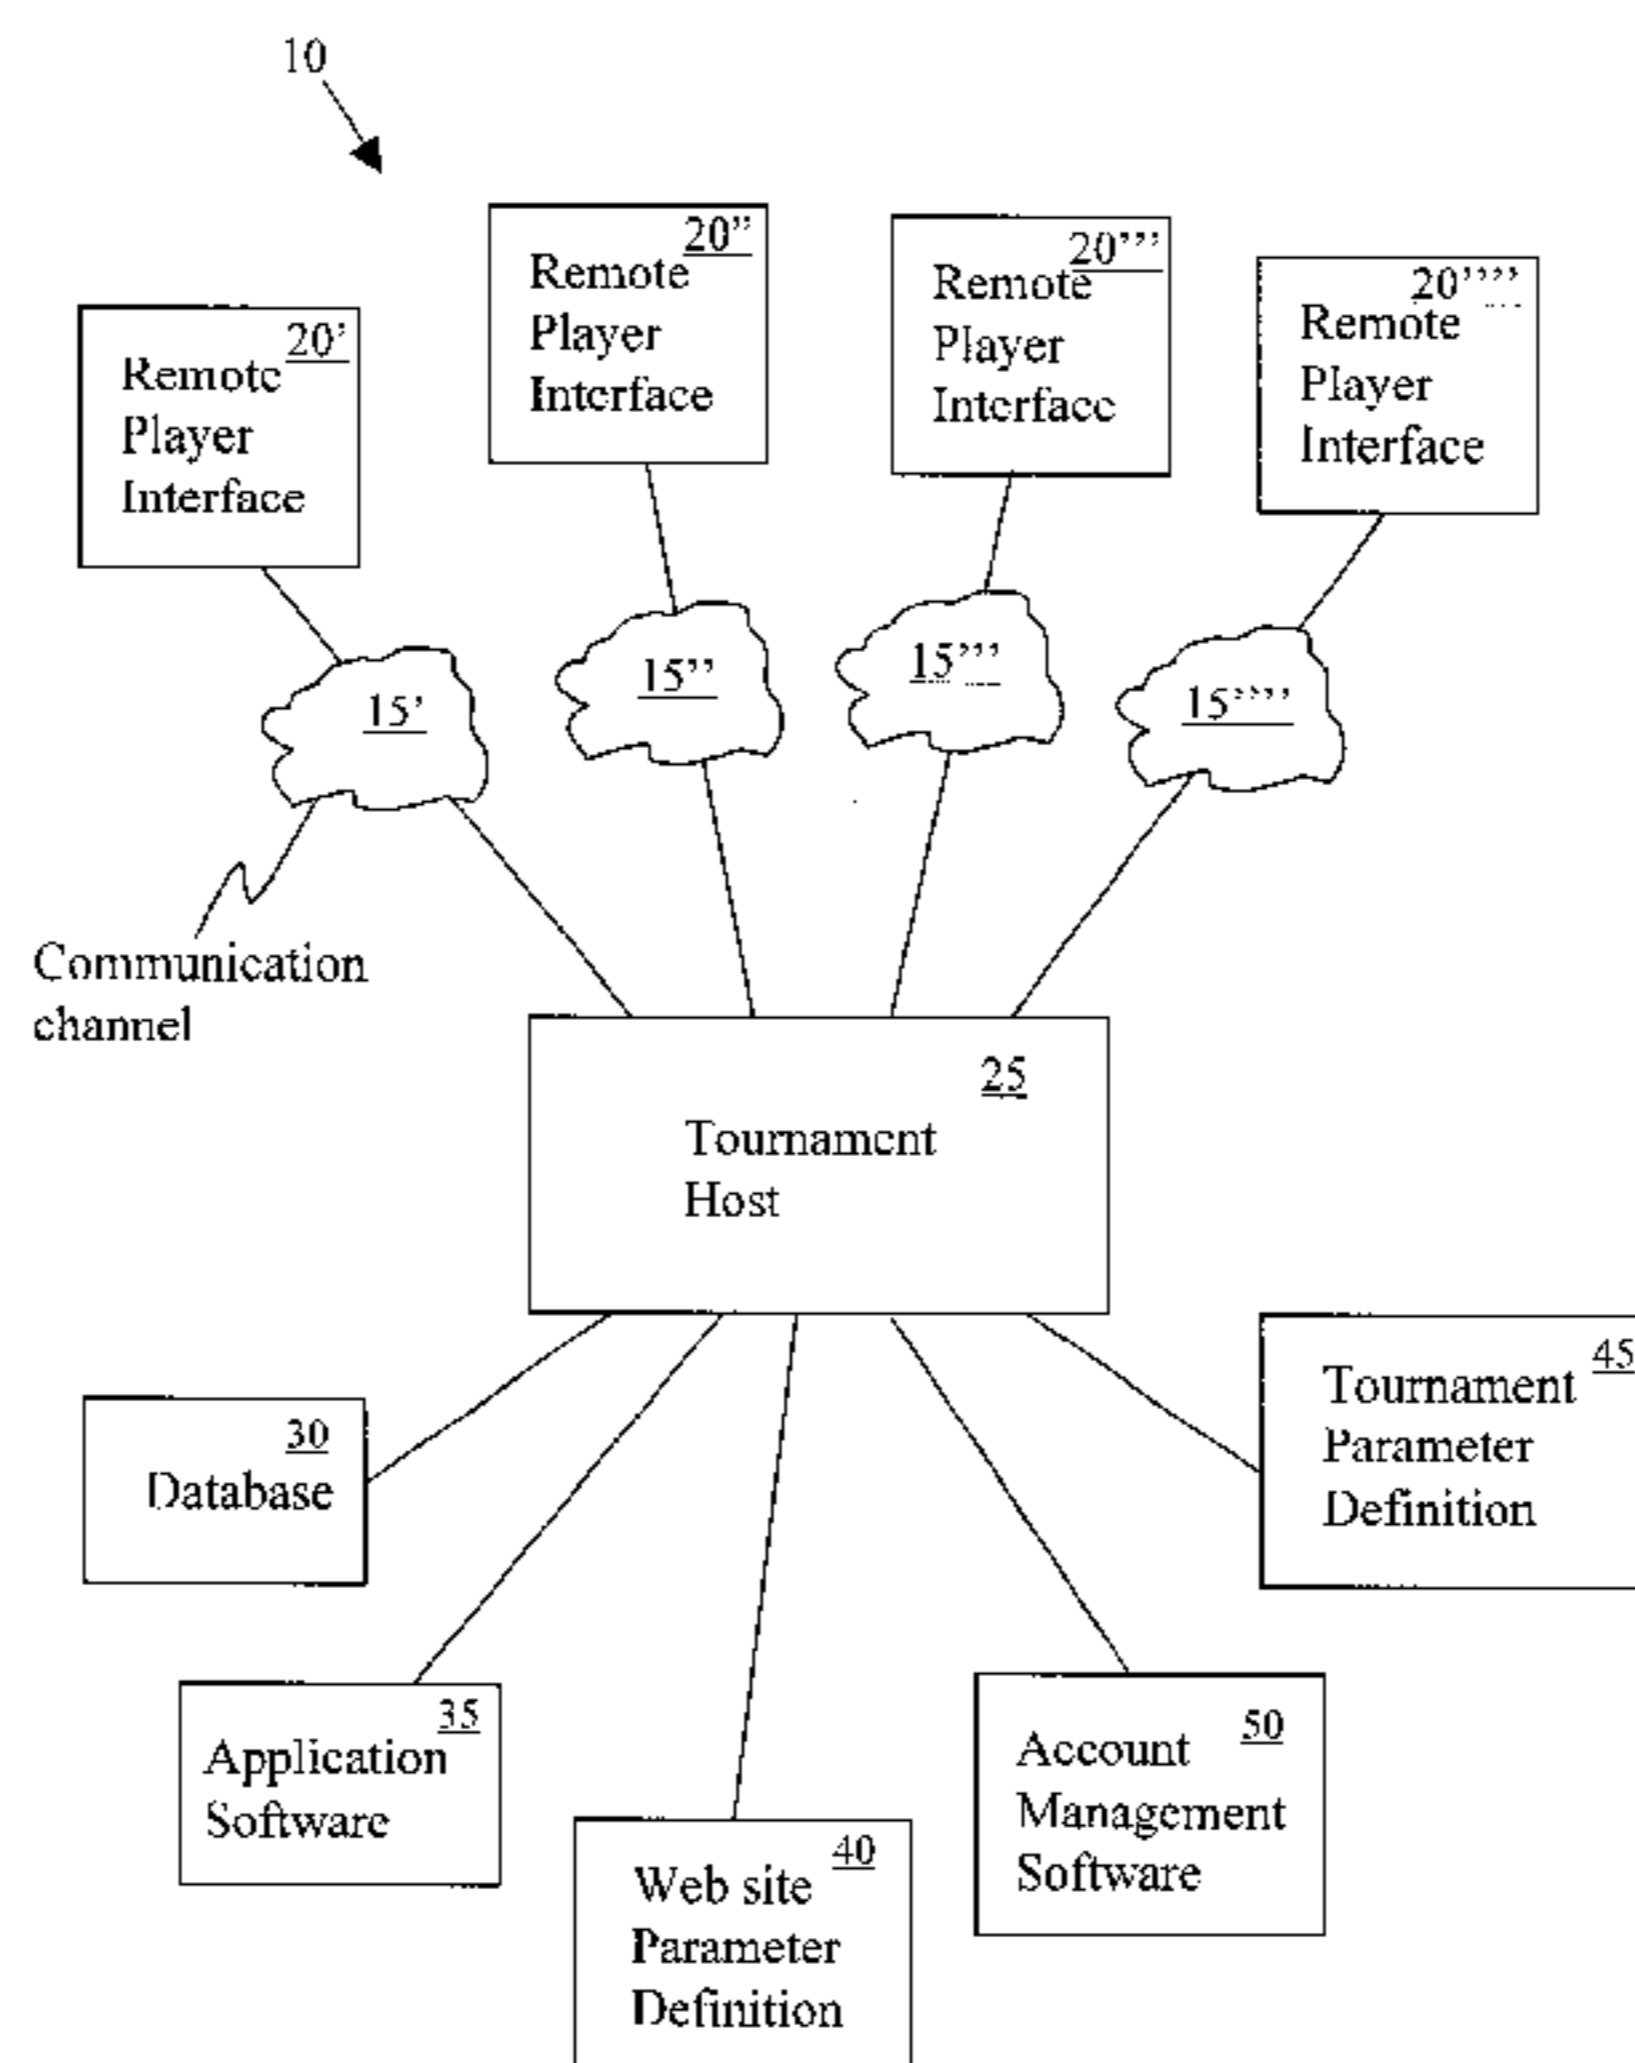 10
20'
Remote
Player
Interface
20”
Remote
Player
Interface
20’’’
Remote
Player
Interface
20’’’’
Remote
Player
Interface
15’
15’’
15’’’
15’’’’
Communication
channel
25
Tournament
Host
30
Database
45
Tournament
Parameter
Definition
35
Application
Software
50
Account
Management
Software
40
Web site
Parameter
Definition